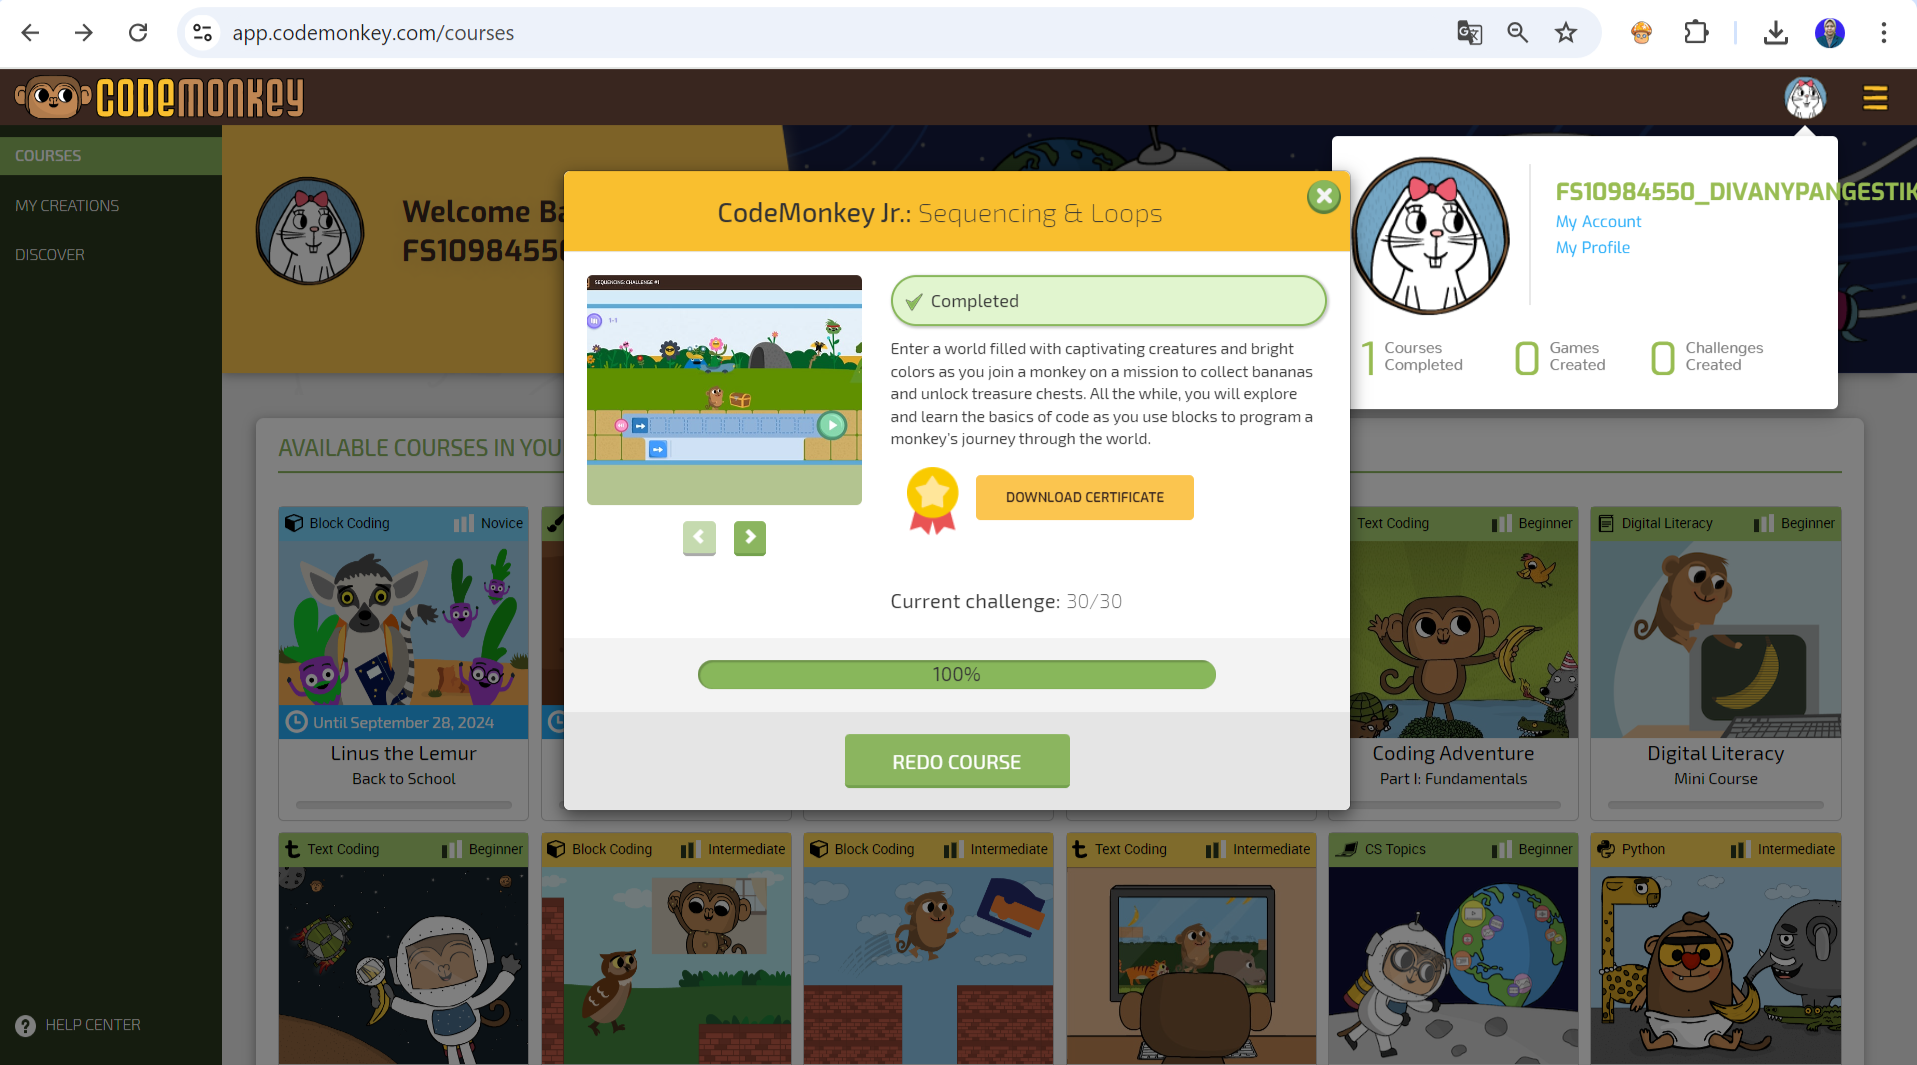 app.codemonkey.com/courses
CODEMONKEY
COURSES
MY CREATIONS
DISCOVER
HELP CENTER
Welcome Ba
FS10984550
FS10984550_DIVANYPANGESTIK
My Account
My Profile
1 Courses Completed
0 Games Created
0 Challenges Created
CodeMonkey Jr.: Sequencing & Loops
SEQUENCING: CHALLENGE #1
1-1
Completed
Enter a world filled with captivating creatures and bright
colors as you join a monkey on a mission to collect bananas
and unlock treasure chests. All the while, you will explore
and learn the basics of code as you use blocks to program a
monkey's journey through the world.
DOWNLOAD CERTIFICATE
Current challenge: 30/30
100%
REDO COURSE
AVAILABLE COURSES IN YOU
Block Coding Novice
Until September 28, 2024
Linus the Lemur
Back to School
Text Coding Beginner
Coding Adventure
Part I: Fundamentals
Digital Literacy Beginner
Digital Literacy
Mini Course
Text Coding Beginner
Block Coding Intermediate
Block Coding Intermediate
Text Coding Intermediate
CS Topics Beginner
Python Intermediate